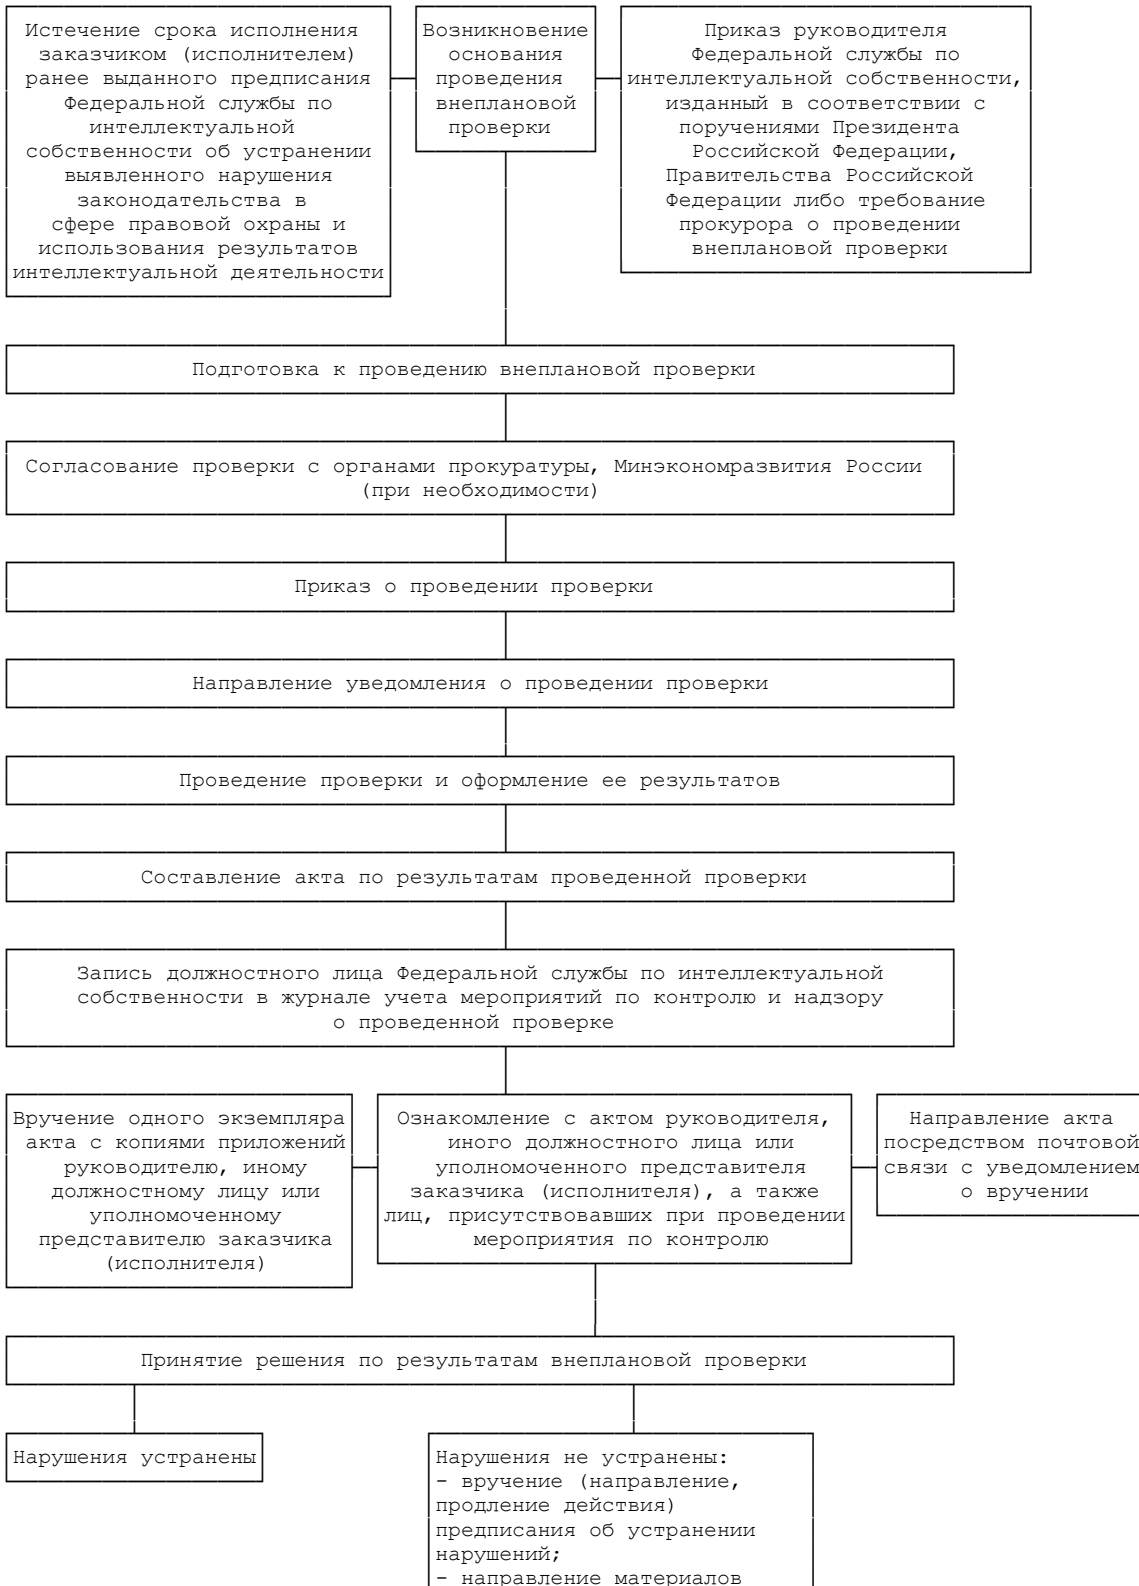 Истечение срока исполнения
заказчиком (исполнителем)
ранее выданного предписания
Федеральной службы по
интеллектуальной
собственности об устранении
выявленного нарушения
законодательства в
сфере правовой охраны и
использования результатов
интеллектуальной деятельности
Возникновение
основания
проведения
внеплановой
проверки
Приказ руководителя
Федеральной службы по
интеллектуальной собственности,
изданный в соответствии с
поручениями Президента
Российской Федерации,
Правительства Российской
Федерации либо требование
прокурора о проведении
внеплановой проверки
Подготовка к проведению внеплановой проверки
Согласование проверки с органами прокуратуры, Минэкономразвития России
(при необходимости)
Приказ о проведении проверки
Направление уведомления о проведении проверки
Проведение проверки и оформление ее результатов
Составление акта по результатам проведенной проверки
Запись должностного лица Федеральной службы по интеллектуальной
собственности в журнале учета мероприятий по контролю и надзору
о проведенной проверке
Вручение одного экземпляра
акта с копиями приложений
руководителю, иному
должностному лицу или
уполномоченному
представителю заказчика
(исполнителя)
Ознакомление с актом руководителя,
иного должностного лица или
уполномоченного представителя
заказчика (исполнителя), а также
лиц, присутствовавших при проведении
мероприятия по контролю
Направление акта
посредством почтовой
связи с уведомлением
о вручении
Принятие решения по результатам внеплановой проверки
Нарушения устранены
Нарушения не устранены:
- вручение (направление,
продление действия)
предписания об устранении
нарушений;
- направление материалов